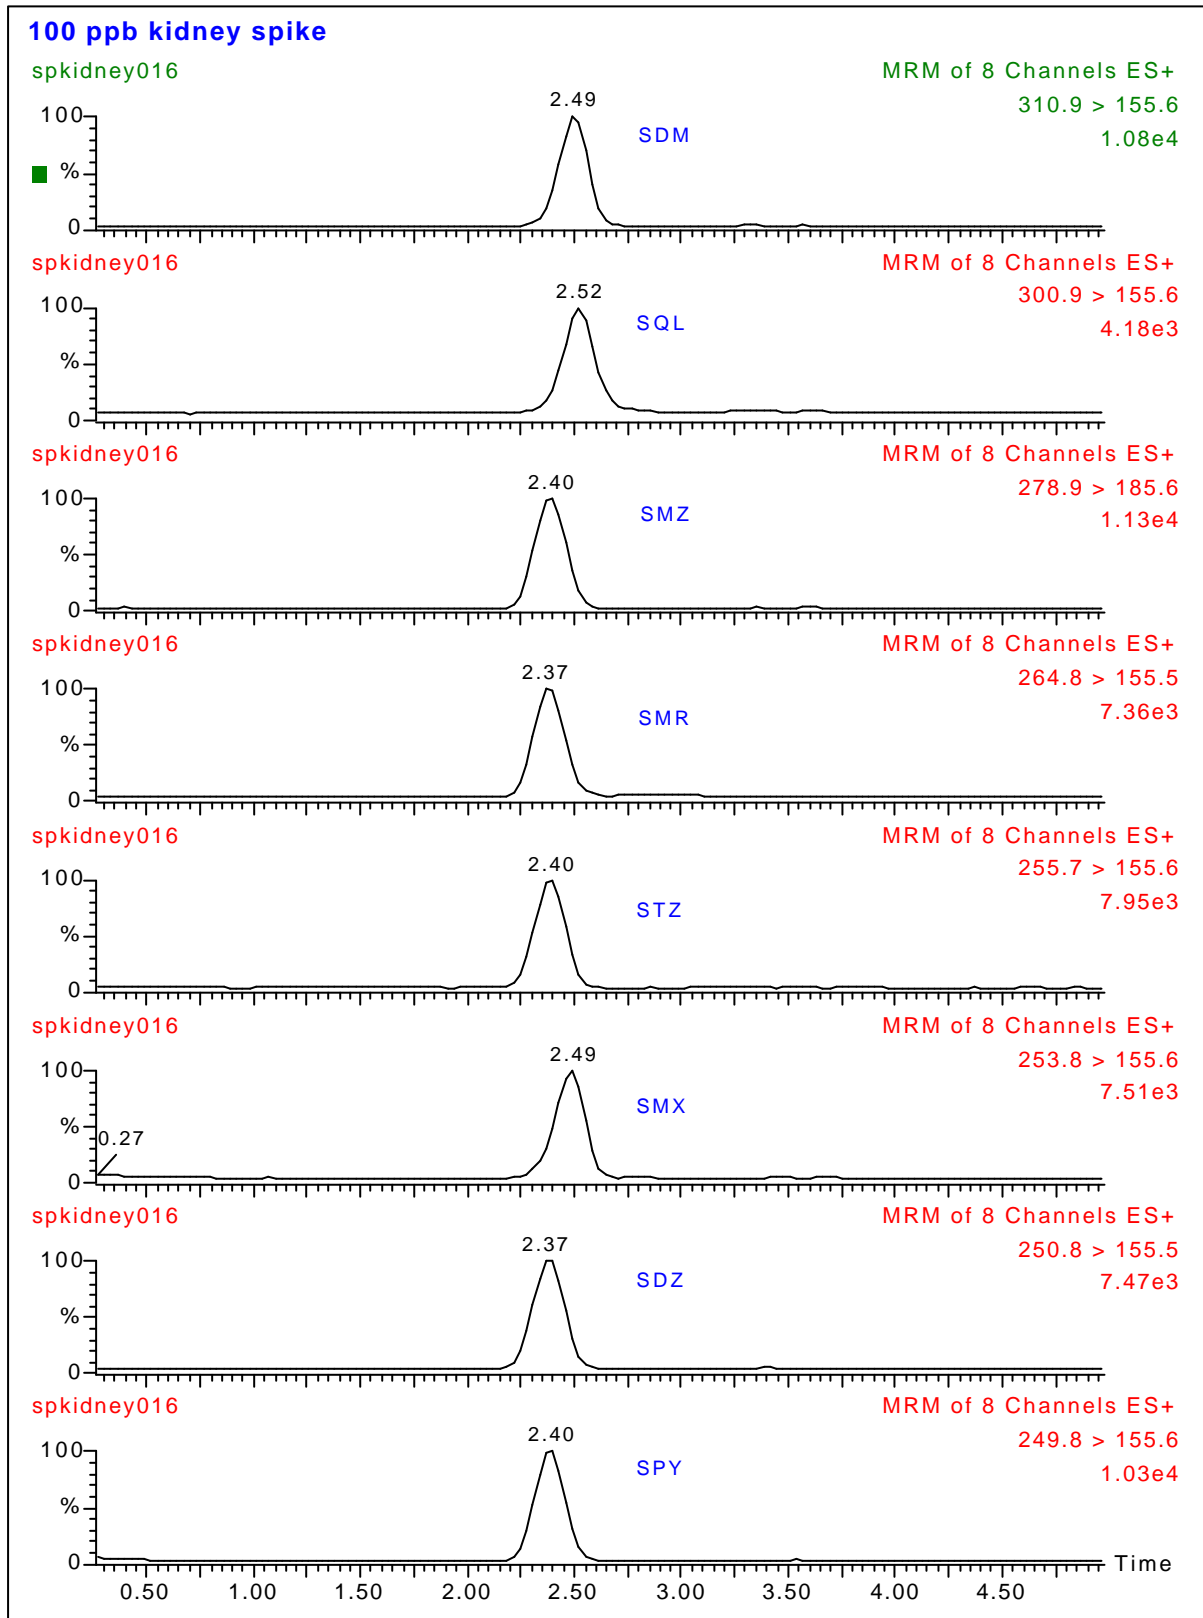 100 ppb kidney spike
spkidney016 MRM of 8 Channels ES+
310.9 > 155.6
1.08e4
2.49
SDM
100
%
0
spkidney016 MRM of 8 Channels ES+
300.9 > 155.6
4.18e3
2.52
SQL
100
%
0
spkidney016 MRM of 8 Channels ES+
278.9 > 185.6
1.13e4
2.40
SMZ
100
%
0
spkidney016 MRM of 8 Channels ES+
264.8 > 155.5
7.36e3
2.37
SMR
100
%
0
spkidney016 MRM of 8 Channels ES+
255.7 > 155.6
7.95e3
2.40
STZ
100
%
0
spkidney016 MRM of 8 Channels ES+
253.8 > 155.6
7.51e3
2.49
SMX
100
%
0.27
0
spkidney016 MRM of 8 Channels ES+
250.8 > 155.5
7.47e3
2.37
SDZ
100
%
0
spkidney016 MRM of 8 Channels ES+
249.8 > 155.6
1.03e4
2.40
SPY
100
%
0
Time
0.50 1.00 1.50 2.00 2.50 3.00 3.50 4.00 4.50